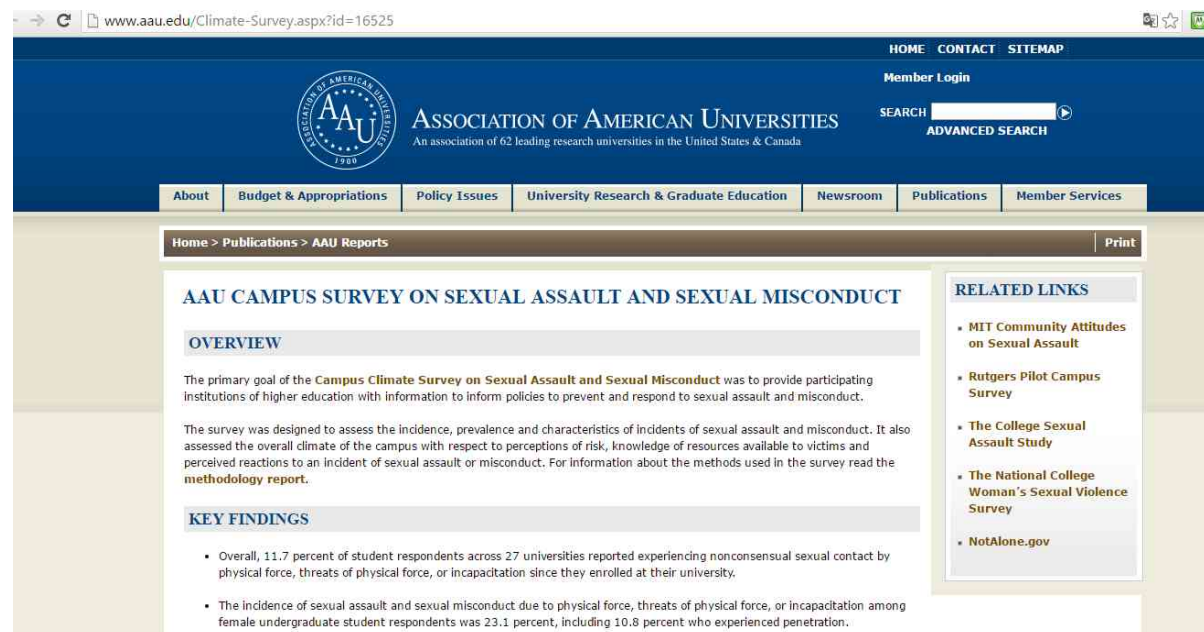 www.aau.edu/Climate-Survey.aspx?id=16525
HOME CONTACT SITEMAP
Member Login
SEARCH
ADVANCED SEARCH
ASSOCIATION OF AMERICAN UNIVERSITIES
AAU
1900
ASSOCIATION OF AMERICAN UNIVERSITIES
An association of 62 leading research universities in the United States & Canada
About Budget & Appropriations Policy Issues University Research & Graduate Education Newsroom Publications Member Services
Home > Publications > AAU Reports Print
AAU CAMPUS SURVEY ON SEXUAL ASSAULT AND SEXUAL MISCONDUCT
OVERVIEW
The primary goal of the Campus Climate Survey on Sexual Assault and Sexual Misconduct was to provide participating
institutions of higher education with information to inform policies to prevent and respond to sexual assault and misconduct.
The survey was designed to assess the incidence, prevalence and characteristics of incidents of sexual assault and misconduct. It also
assessed the overall climate of the campus with respect to perceptions of risk, knowledge of resources available to victims and
perceived reactions to an incident of sexual assault or misconduct. For information about the methods used in the survey read the
methodology report.
KEY FINDINGS
• Overall, 11.7 percent of student respondents across 27 universities reported experiencing nonconsensual sexual contact by
physical force, threats of physical force, or incapacitation since they enrolled at their university.
• The incidence of sexual assault and sexual misconduct due to physical force, threats of physical force, or incapacitation among
female undergraduate student respondents was 23.1 percent, including 10.8 percent who experienced penetration.
RELATED LINKS
MIT Community Attitudes
on Sexual Assault
Rutgers Pilot Campus
Survey
The College Sexual
Assault Study
The National College
Woman's Sexual Violence
Survey
NotAlone.gov